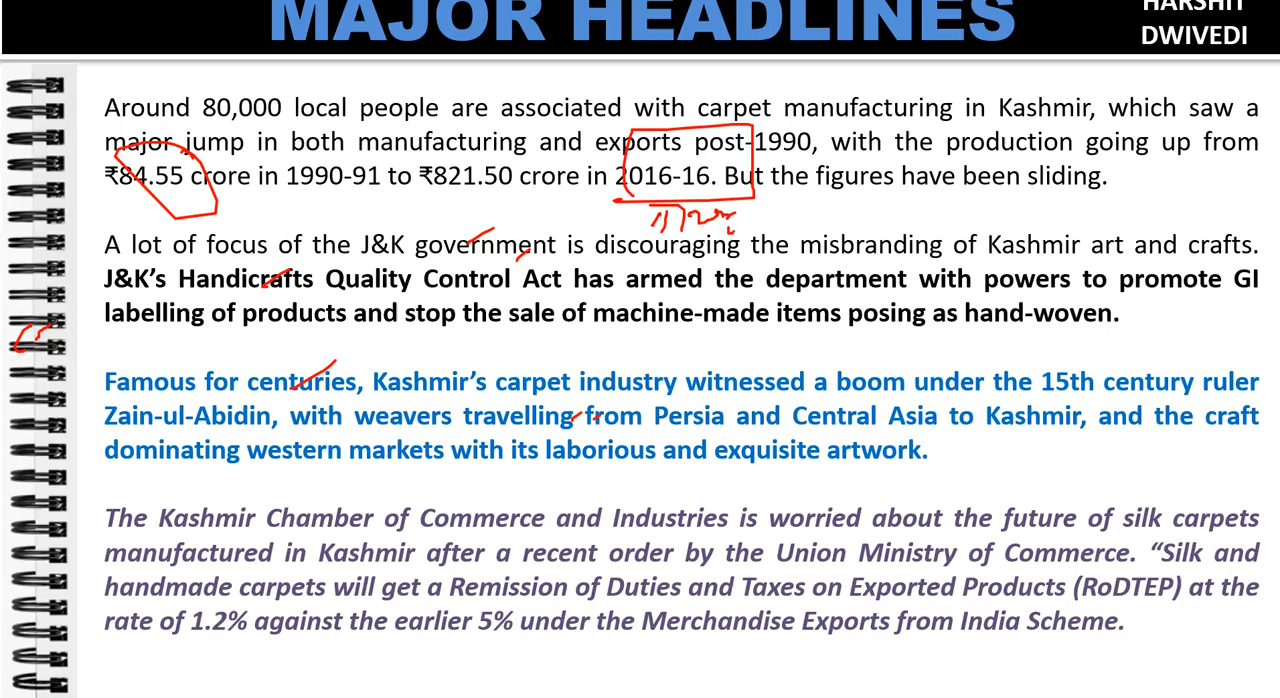 MAJOR HEADLINES
HARSHIT
DWIVEDI
Around 80,000 local people are associated with carpet manufacturing in Kashmir, which saw a
major jump in both manufacturing and exports post-1990, with the production going up from
₹84.55 crore in 1990-91 to ₹821.50 crore in 2016-16. But the figures have been sliding.
A lot of focus of the J&K government is discouraging the misbranding of Kashmir art and crafts.
J&K's Handicrafts Quality Control Act has armed the department with powers to promote GI
labelling of products and stop the sale of machine-made items posing as hand-woven.
Famous for centuries, Kashmir's carpet industry witnessed a boom under the 15th century ruler
Zain-ul-Abidin, with weavers travelling from Persia and Central Asia to Kashmir, and the craft
dominating western markets with its laborious and exquisite artwork.
The Kashmir Chamber of Commerce and Industries is worried about the future of silk carpets
manufactured in Kashmir after a recent order by the Union Ministry of Commerce. “Silk and
handmade carpets will get a Remission of Duties and Taxes on Exported Products (RoDTEP) at the
rate of 1.2% against the earlier 5% under the Merchandise Exports from India Scheme.